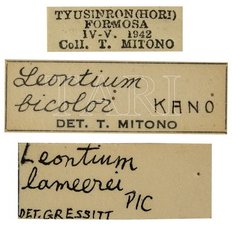 TYUSINRON(HORI)
FORMOSA
IV-V. 1942
Coll. T. MITONO
Leontium
bicolor KANO
DET. T. MITONO
Leontium
lameerei
PIC
DET. GRESSITT